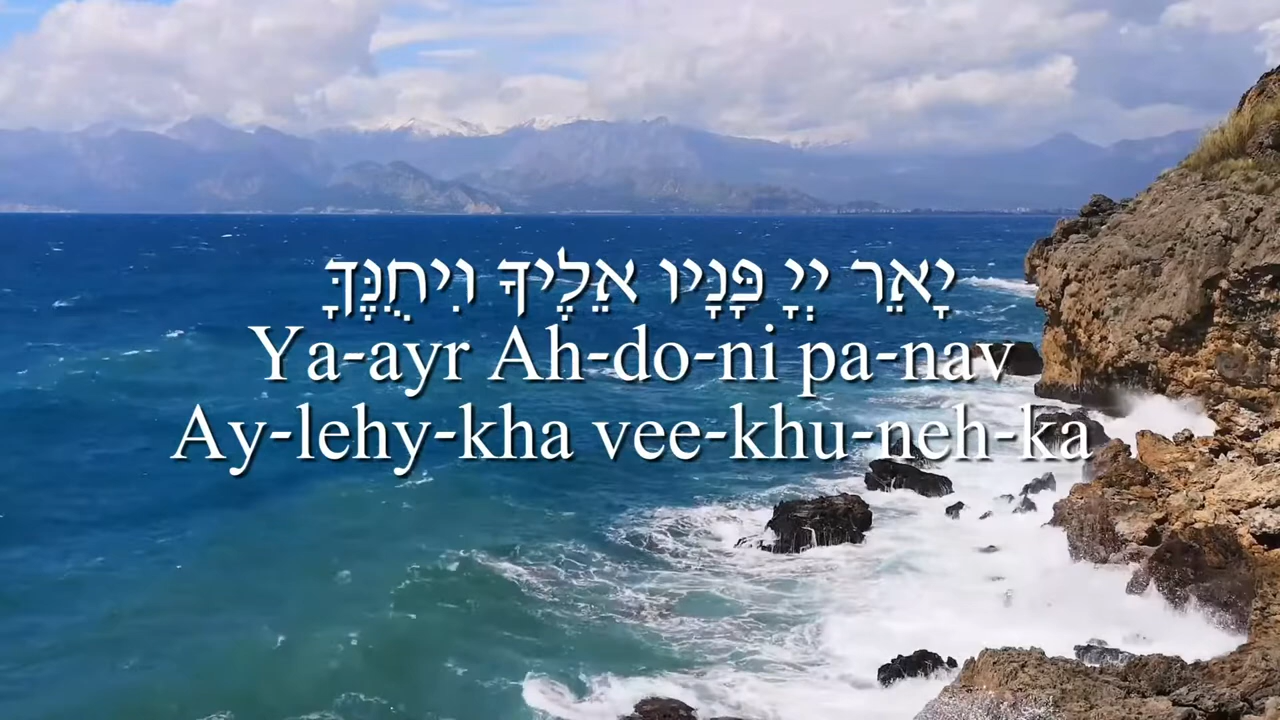 יָאֵר יְיָ פָּנָיו אֵלֶיךָ וִיחֻנֶּךָּ
Ya-ayr Ah-do-ni pa-nav
Ay-lehy-kha vee-khu-neh-ka